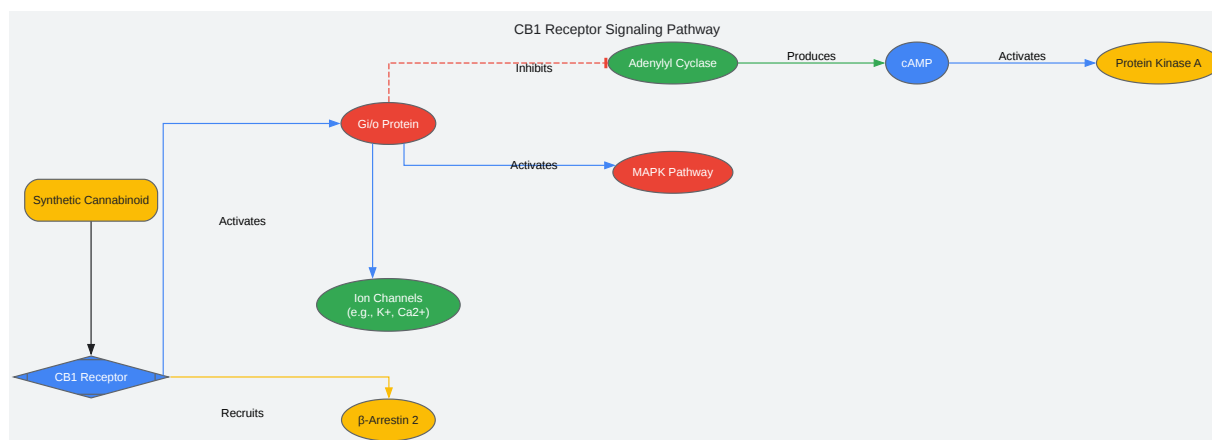 CB1 Receptor Signaling Pathway
Inhibits
Adenylyl Cyclase
Produces
cAMP
Activates
Protein Kinase A
Gi/o Protein
Activates
MAPK Pathway
Synthetic Cannabinoid
Activates
Ion Channels
(e.g., K+, Ca2+)
CB1 Receptor
Recruits
β-Arrestin 2